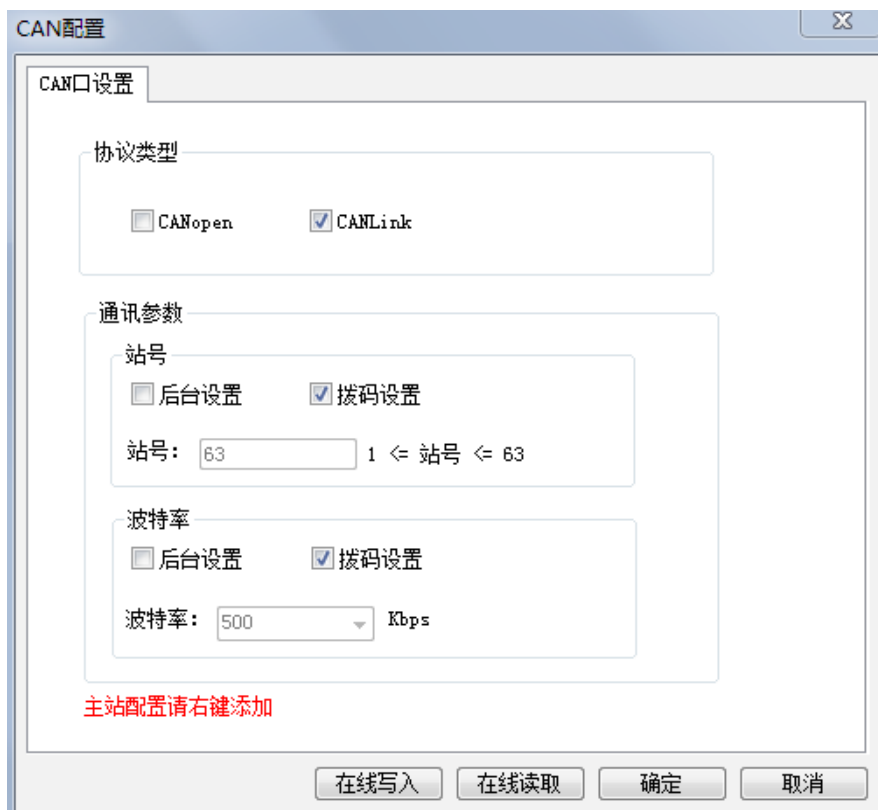 CAN配置
CAN口设置
协议类型
CANopen CANLink
通讯参数
站号
后台设置 拨码设置
站号: 63 1 <= 站号 <= 63
波特率
后台设置 拨码设置
波特率: 500 Kbps
主站配置请右键添加
在线写入 在线读取 确定 取消